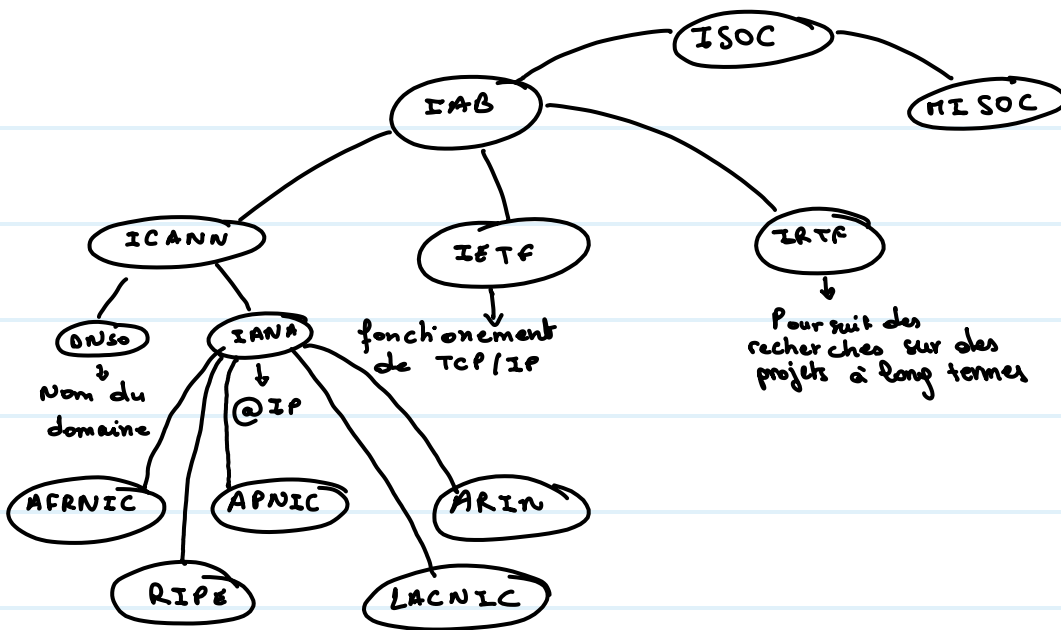 ISOC
MISOC
IAB
ICANN
IETF
IRTF
DNSO
IANA
fonctionement
de TCP/IP
Poursuit des
recherches sur des
projets à long termes
Nom du
domaine
@IP
AFRNIC
APNIC
ARIN
RIPE
LACNIC